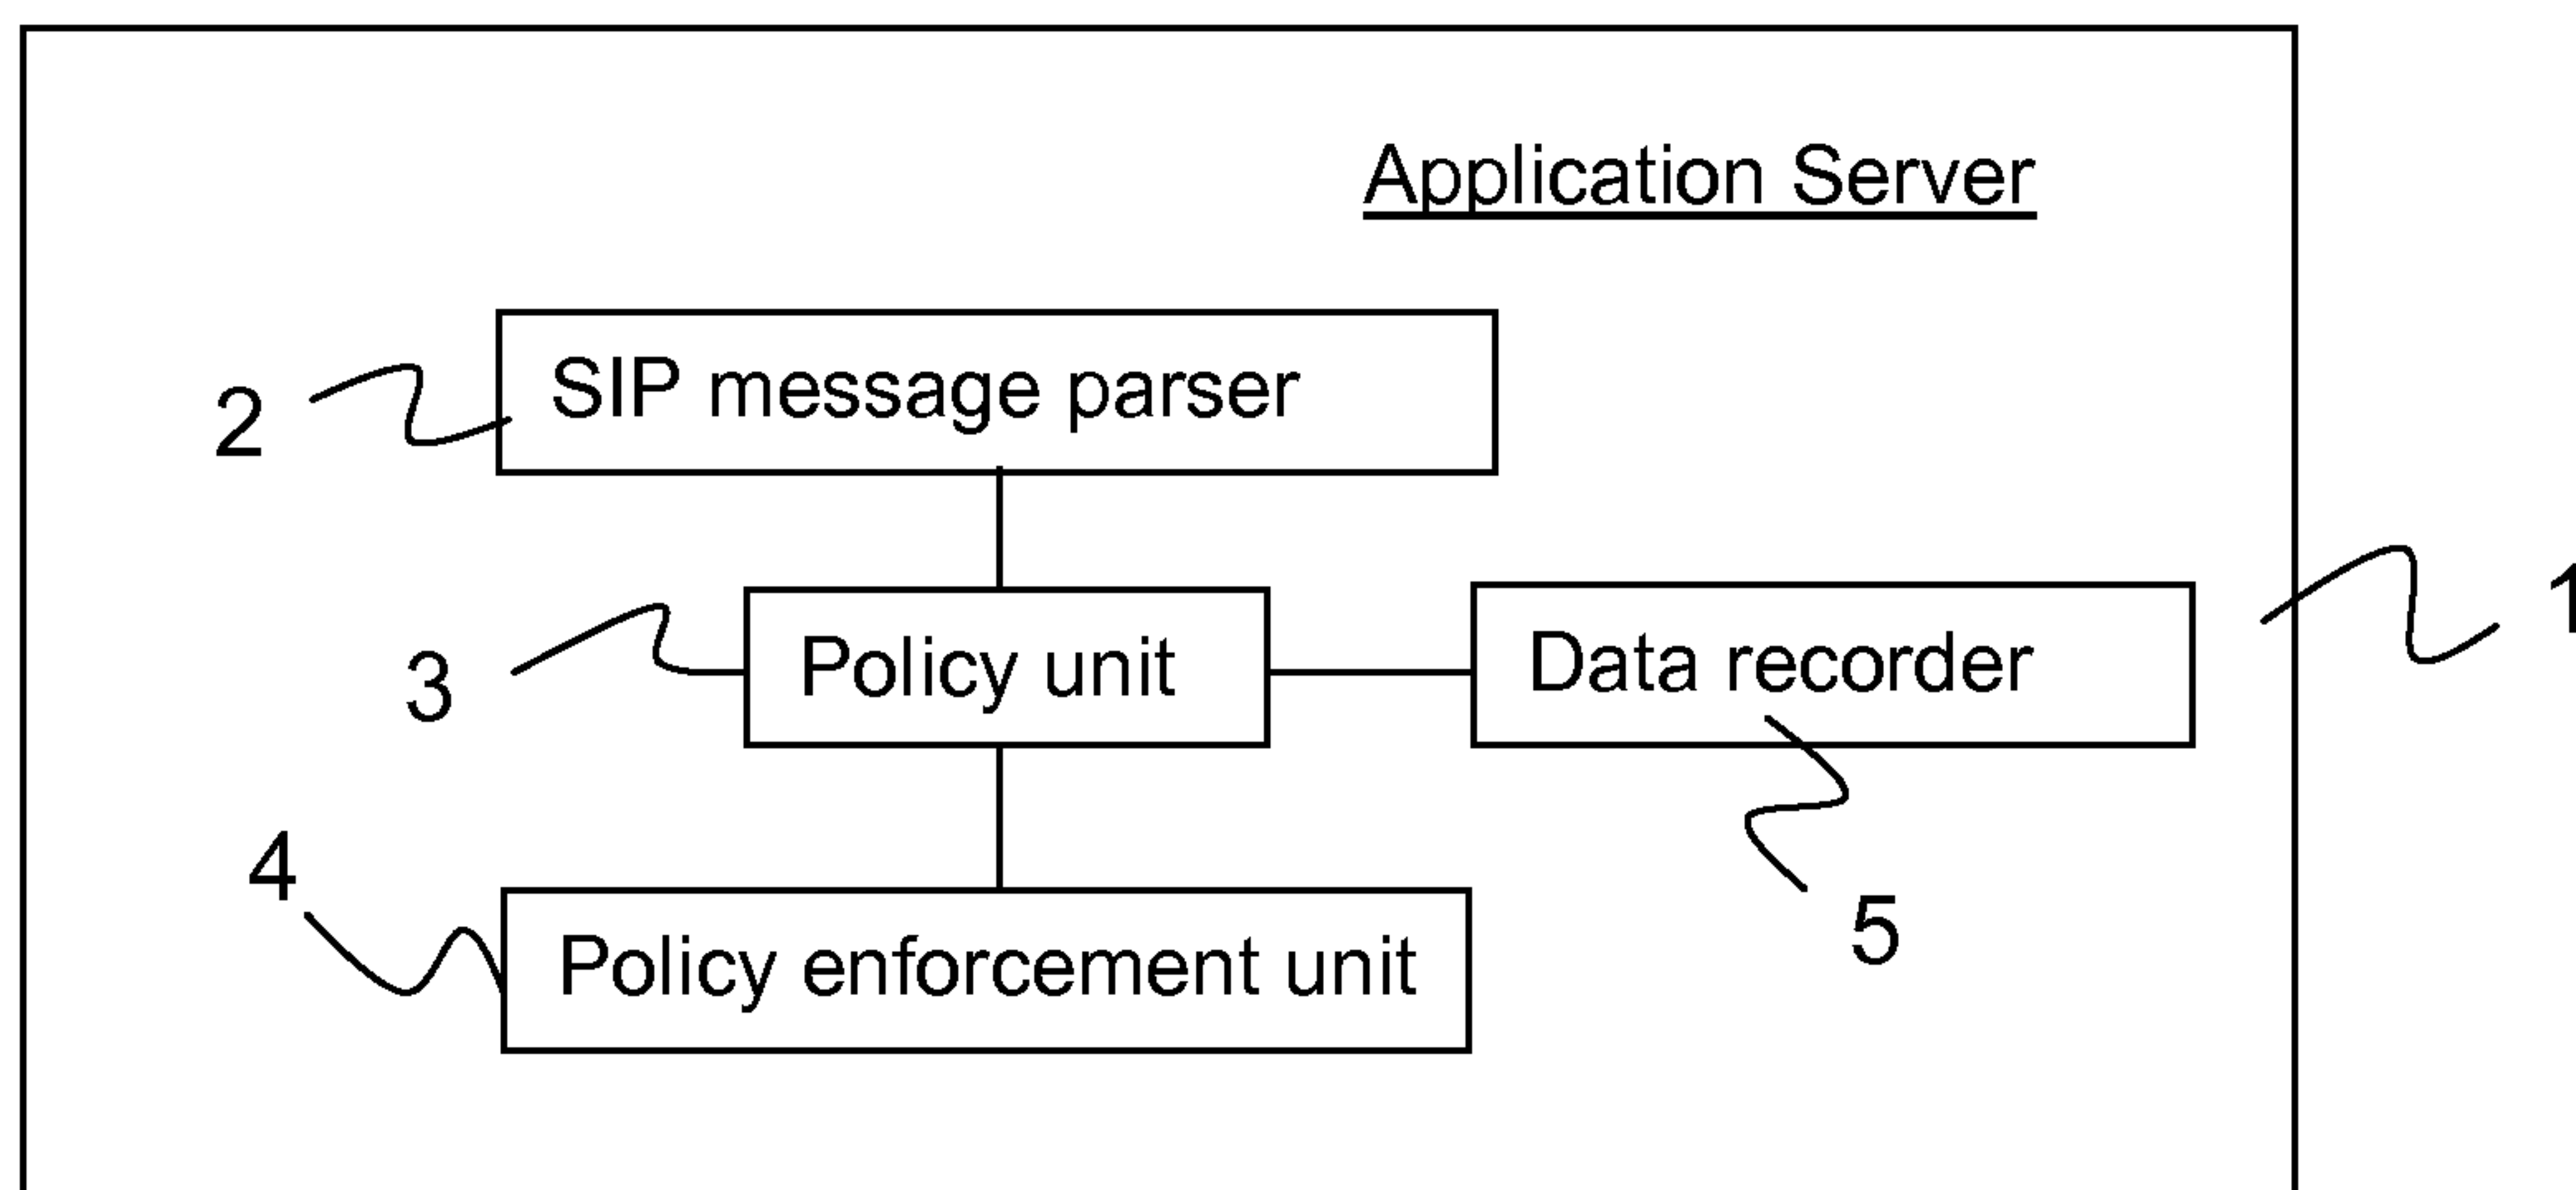 Application Server
SIP message parser
2
1
Policy unit
Data recorder
3
4
5
Policy enforcement unit